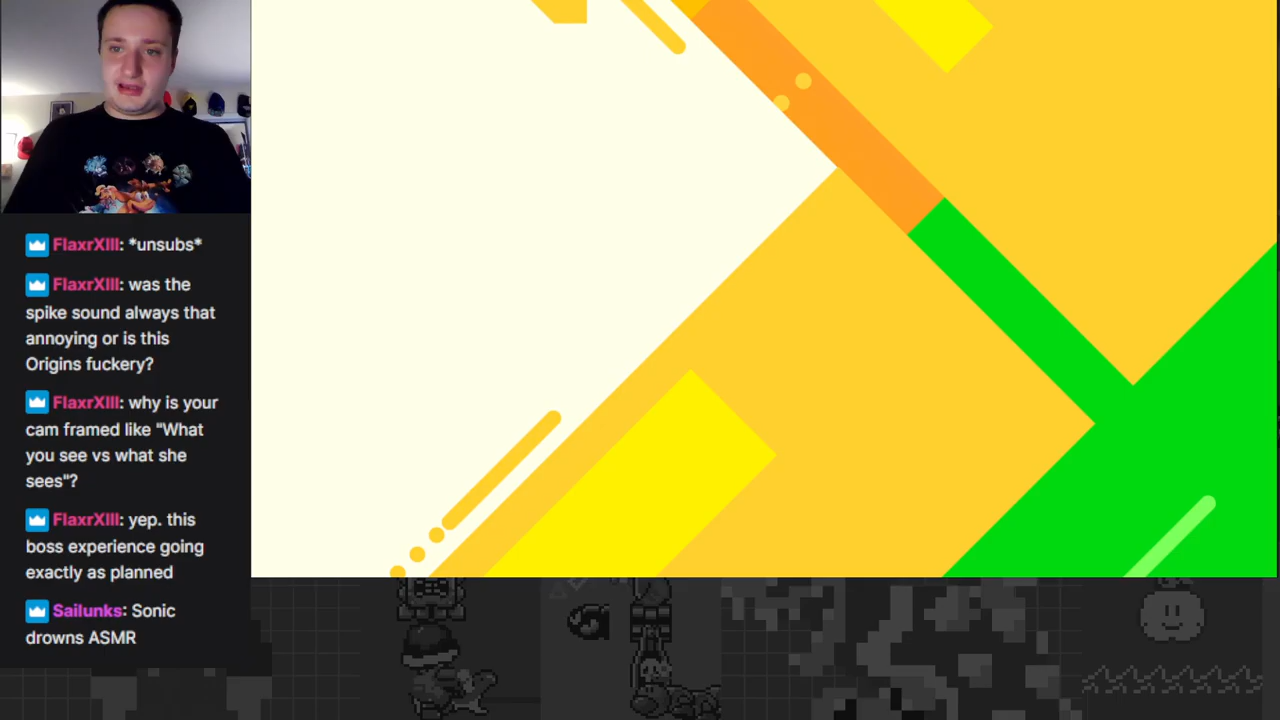 FlaxrXIII: *unsubs*
FlaxrXIII: was the
spike sound always that
annoying or is this
Origins fuckery?
FlaxrXIII: why is your
cam framed like "What
you see vs what she
sees"?
FlaxrXIII: yep. this
boss experience going
exactly as planned
Sailunks: Sonic
drowns ASMR